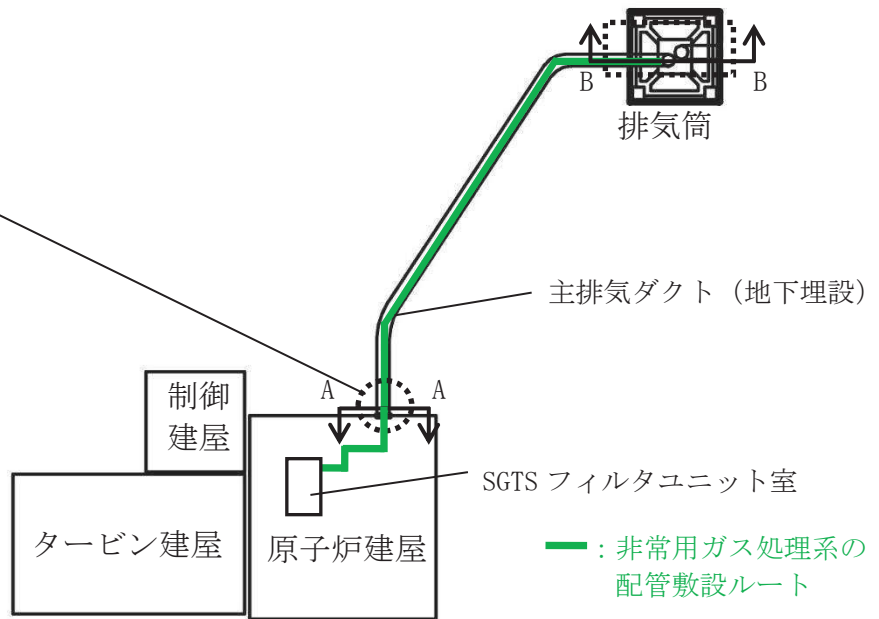 B
B
排気筒
主排気ダクト（地下埋設）
A
A
制御
建屋
SGTS フィルタユニット室
タービン建屋
原子炉建屋
：非常用ガス処理系の
配管敷設ルート